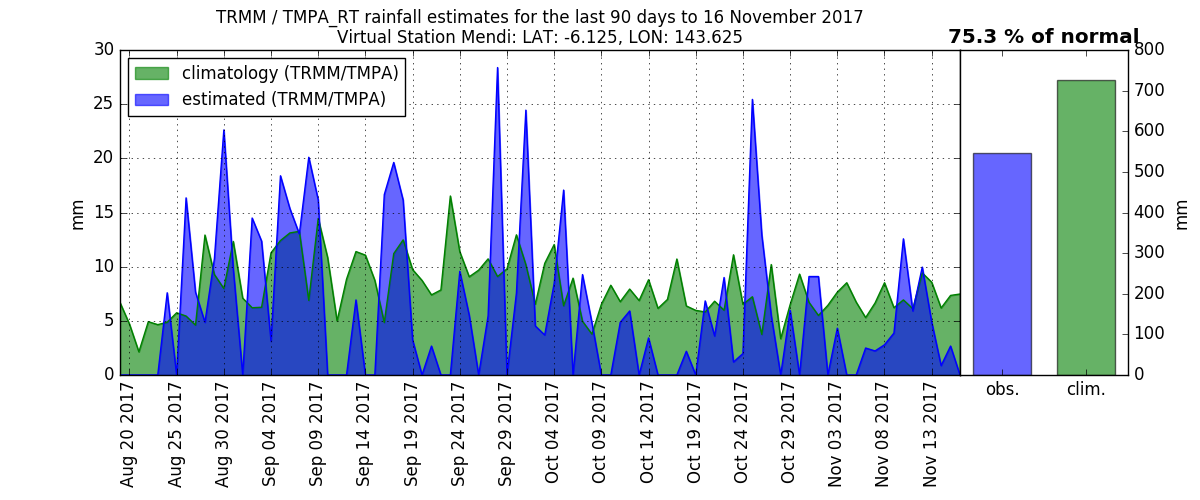 TRMM / TMPA_RT rainfall estimates for the last 90 days to 16 November 2017
Virtual Station Mendi: LAT: -6.125, LON: 143.625
75.3 % of normal
climatology (TRMM/TMPA)
estimated (TRMM/TMPA)
mm
30
25
20
15
10
5
0
Aug 20 2017
Aug 25 2017
Aug 30 2017
Sep 04 2017
Sep 09 2017
Sep 14 2017
Sep 19 2017
Sep 24 2017
Sep 29 2017
Oct 04 2017
Oct 09 2017
Oct 14 2017
Oct 19 2017
Oct 24 2017
Oct 29 2017
Nov 03 2017
Nov 08 2017
Nov 13 2017
obs.
clim.
800
700
600
500
400
300
200
100
0
mm